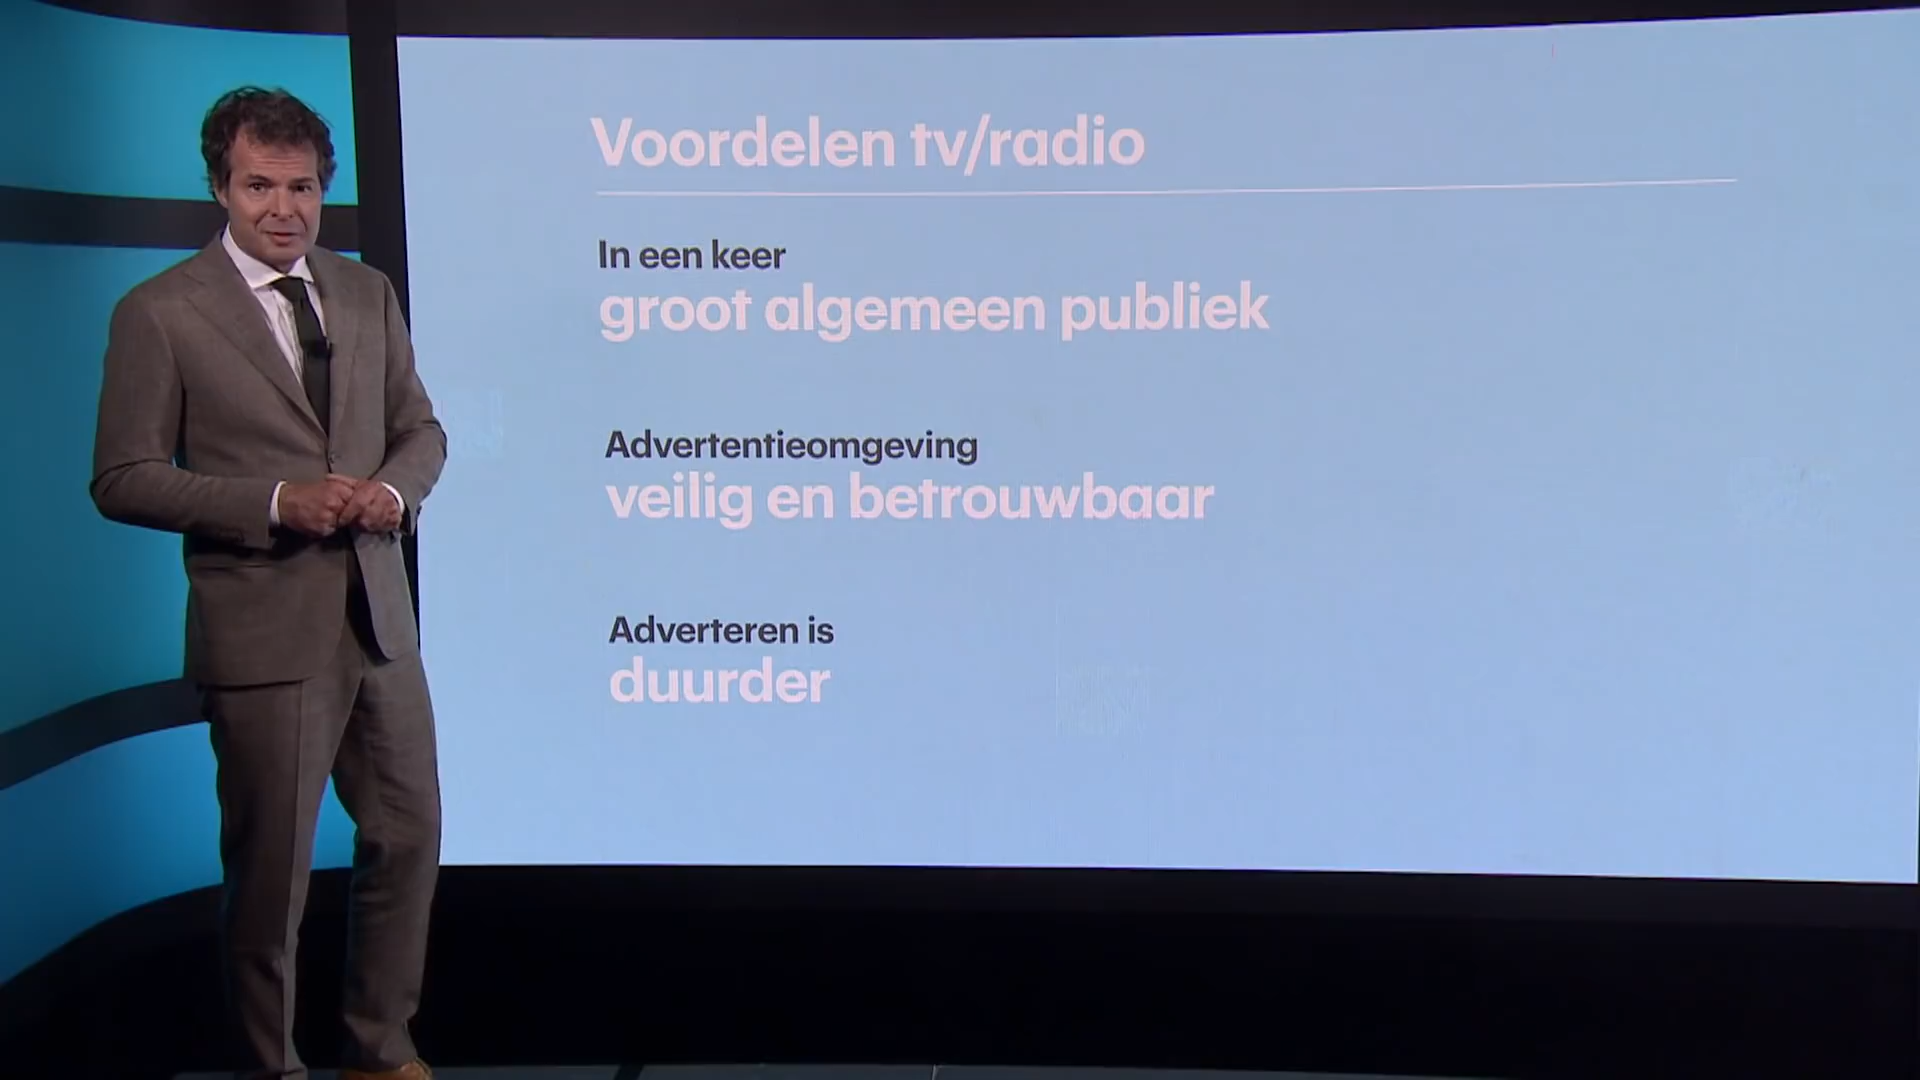 Voordelen tv/radio
In een keer
groot algemeen publiek
Advertentieomgeving
veilig en betrouwbaar
Adverteren is
duurder